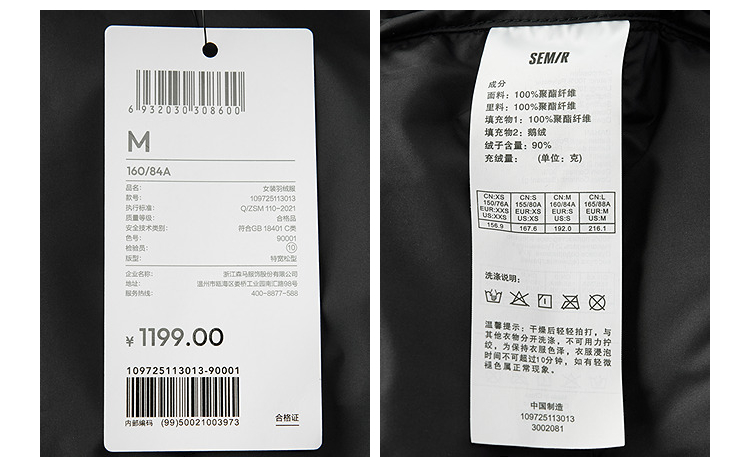 6 932030 308600
M
160/84A
品名: 女装羽绒服
款号: 109725113013
执行标准: Q/ZSM 110-2021
质量等级: 合格品
安全技术类别: 符合GB 18401 C类
色号: 90001
检验员: 10
版型: 特宽松型
企业名称: 浙江森马服饰股份有限公司
地址: 温州市瓯海区娄桥工业园南汇路98号
服务热线: 400-8877-588
¥ 1199.00
109725113013-90001
内部编码 (99)50021003973
合格证
SEM/R
成分
面料: 100%聚酯纤维
里料: 100%聚酯纤维
填充物1: 100%聚酯纤维
填充物2: 鹅绒
绒子含量: 90%
充绒量: (单位: 克)
CN:XS CN:S CN:M CN:L
150/76A 155/80A 160/84A 165/88A
EUR:XXS EUR:XS EUR:S EUR:M
US:XXS US:XS US:S US:M
156.9 167.6 192.0 216.1
洗涤说明:
温馨提示: 干燥后轻轻拍打, 与
其他衣物分开洗涤, 不可用力拧
绞, 为保持衣服色泽, 衣服浸泡
时间不可超过10分钟, 如有轻微
褪色属正常现象。
中国制造
109725113013
3002081